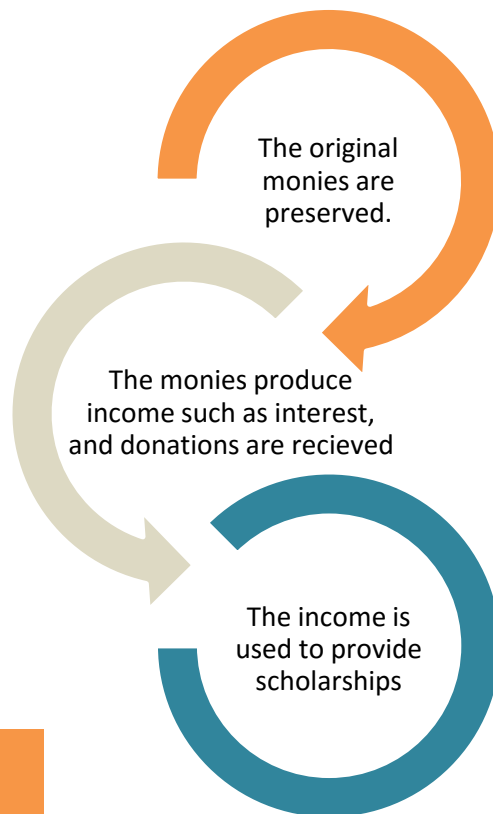 The original
monies are
preserved.
The monies produce
income such as interest,
and donations are recieved
The income is
used to provide
scholarships